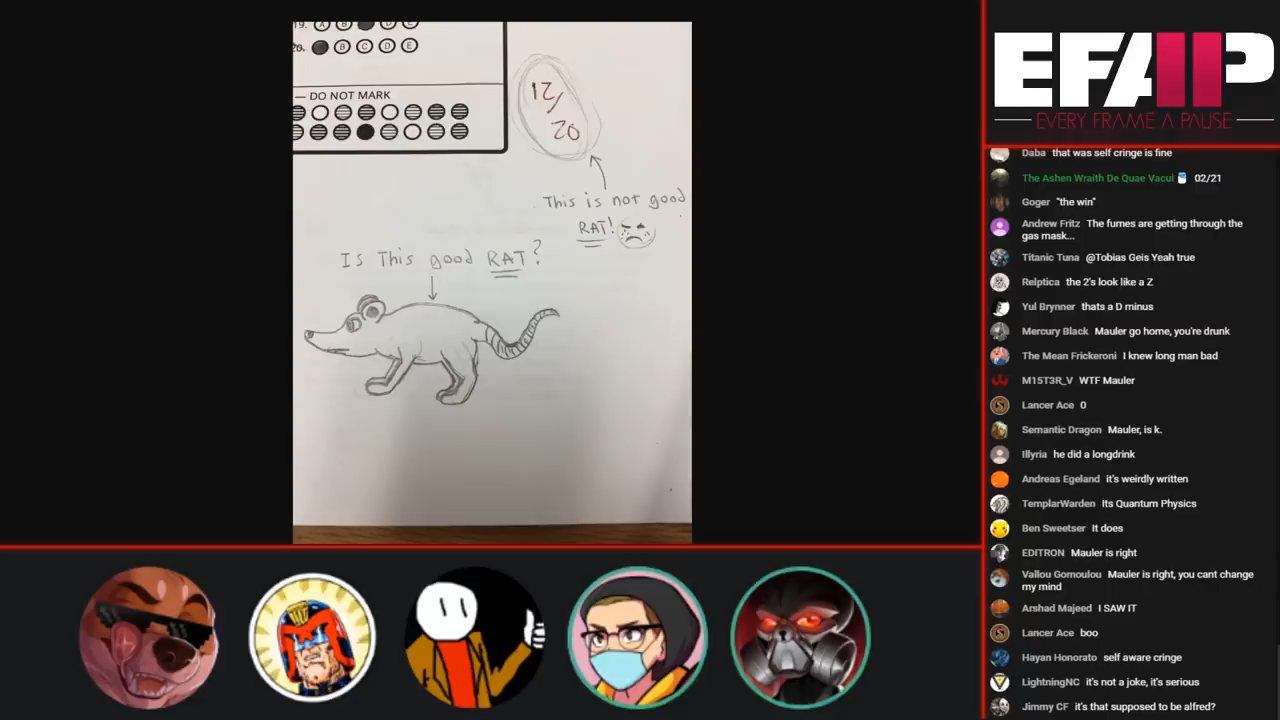 19. A B D E
20. B C D E
— DO NOT MARK
12/
20
This is not good
RAT!
Is This good RAT?
EFAP
EVERY FRAME A PAUSE
Daba that was self cringe is fine
The Ashen Wraith De Quae Vacui 02/21
Goger "the win"
Andrew Fritz The fumes are getting through the
gas mask...
Titanic Tuna @Tobias Geis Yeah true
Relptica the 2's look like a Z
Yul Brynner thats a D minus
Mercury Black Mauler go home, you're drunk
The Mean Frickeroni I knew long man bad
M15T3R_V WTF Mauler
Lancer Ace 0
Semantic Dragon Mauler, is k.
Illyria he did a longdrink
Andreas Egeland it's weirdly written
TemplarWarden Its Quantum Physics
Ben Sweetser It does
EDITRON Mauler is right
Vallou Gomoulou Mauler is right, you cant change
my mind
Arshad Majeed I SAW IT
Lancer Ace boo
Hayan Honorato self aware cringe
LightningNC it's not a joke, it's serious
Jimmy CF it's that supposed to be alfred?